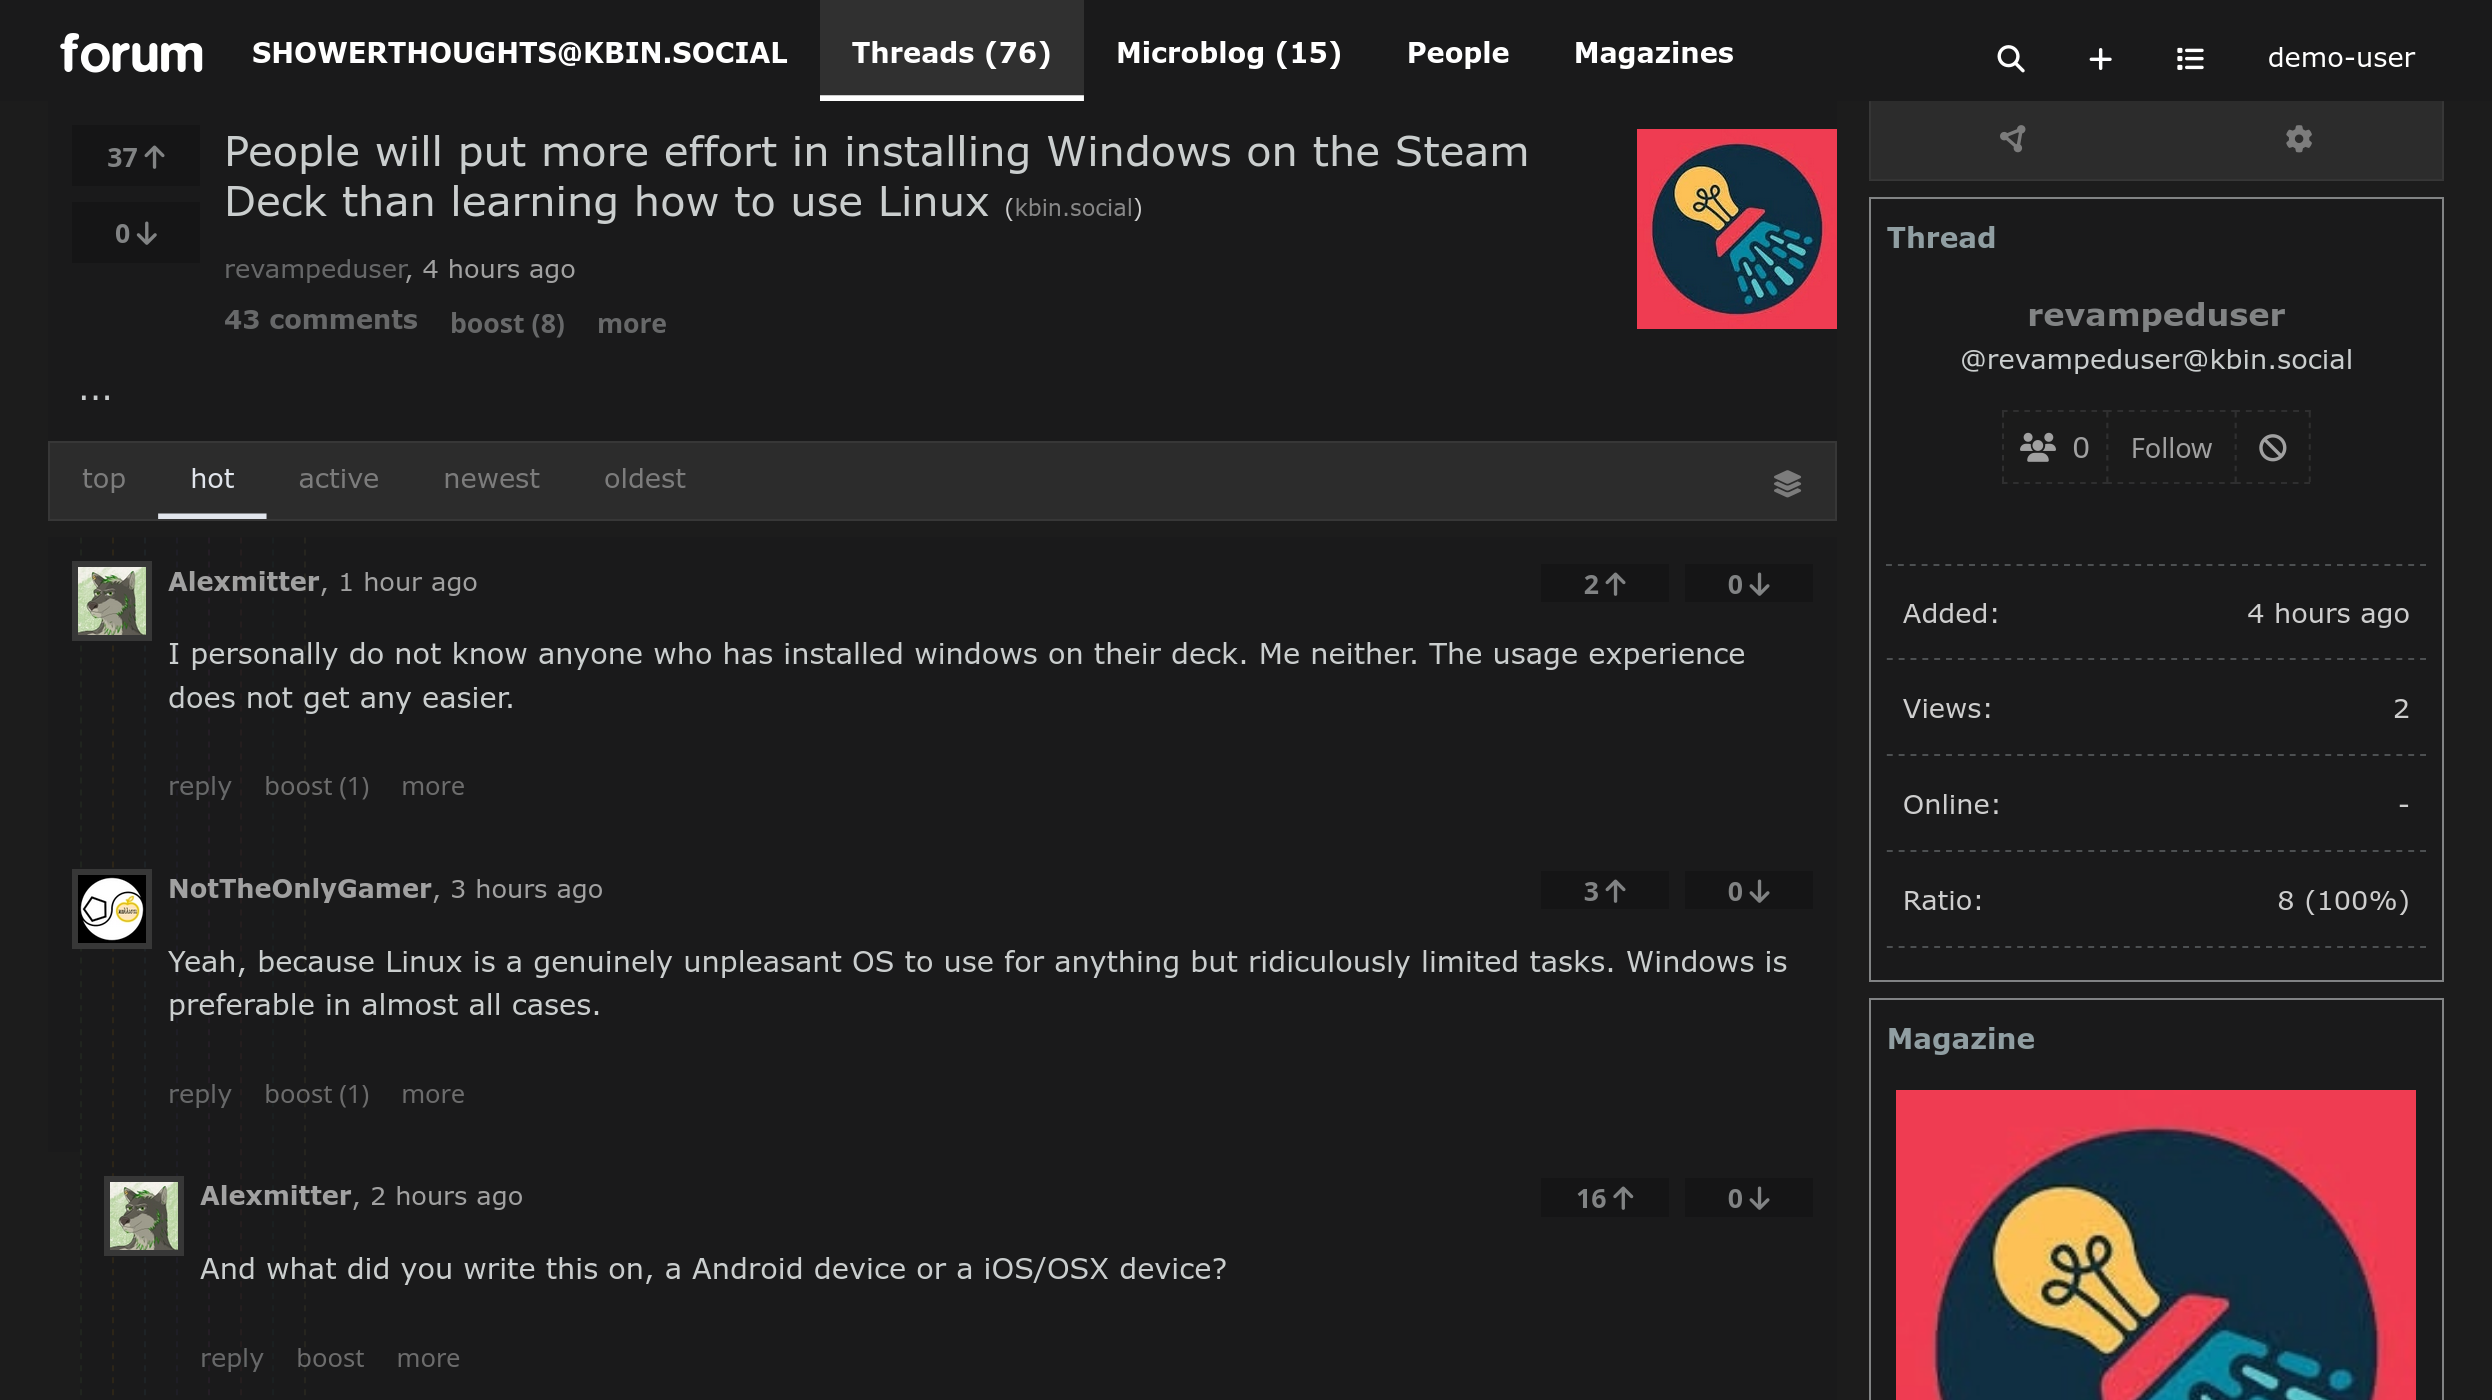 forum
SHOWERTHOUGHTS@KBIN.SOCIAL
Threads (76)
Microblog (15)
People
Magazines
demo-user
37
0
People will put more effort in installing Windows on the Steam
Deck than learning how to use Linux (kbin.social)
revampeduser, 4 hours ago
43 comments boost (8) more
...
top hot active newest oldest
Alexmitter, 1 hour ago
2
0
I personally do not know anyone who has installed windows on their deck. Me neither. The usage experience
does not get any easier.
reply boost (1) more
NotTheOnlyGamer, 3 hours ago
3
0
Yeah, because Linux is a genuinely unpleasant OS to use for anything but ridiculously limited tasks. Windows is
preferable in almost all cases.
reply boost (1) more
Alexmitter, 2 hours ago
16
0
And what did you write this on, a Android device or a iOS/OSX device?
reply boost more
Thread
revampeduser
@revampeduser@kbin.social
0 Follow
Added: 4 hours ago
Views: 2
Online: -
Ratio: 8 (100%)
Magazine